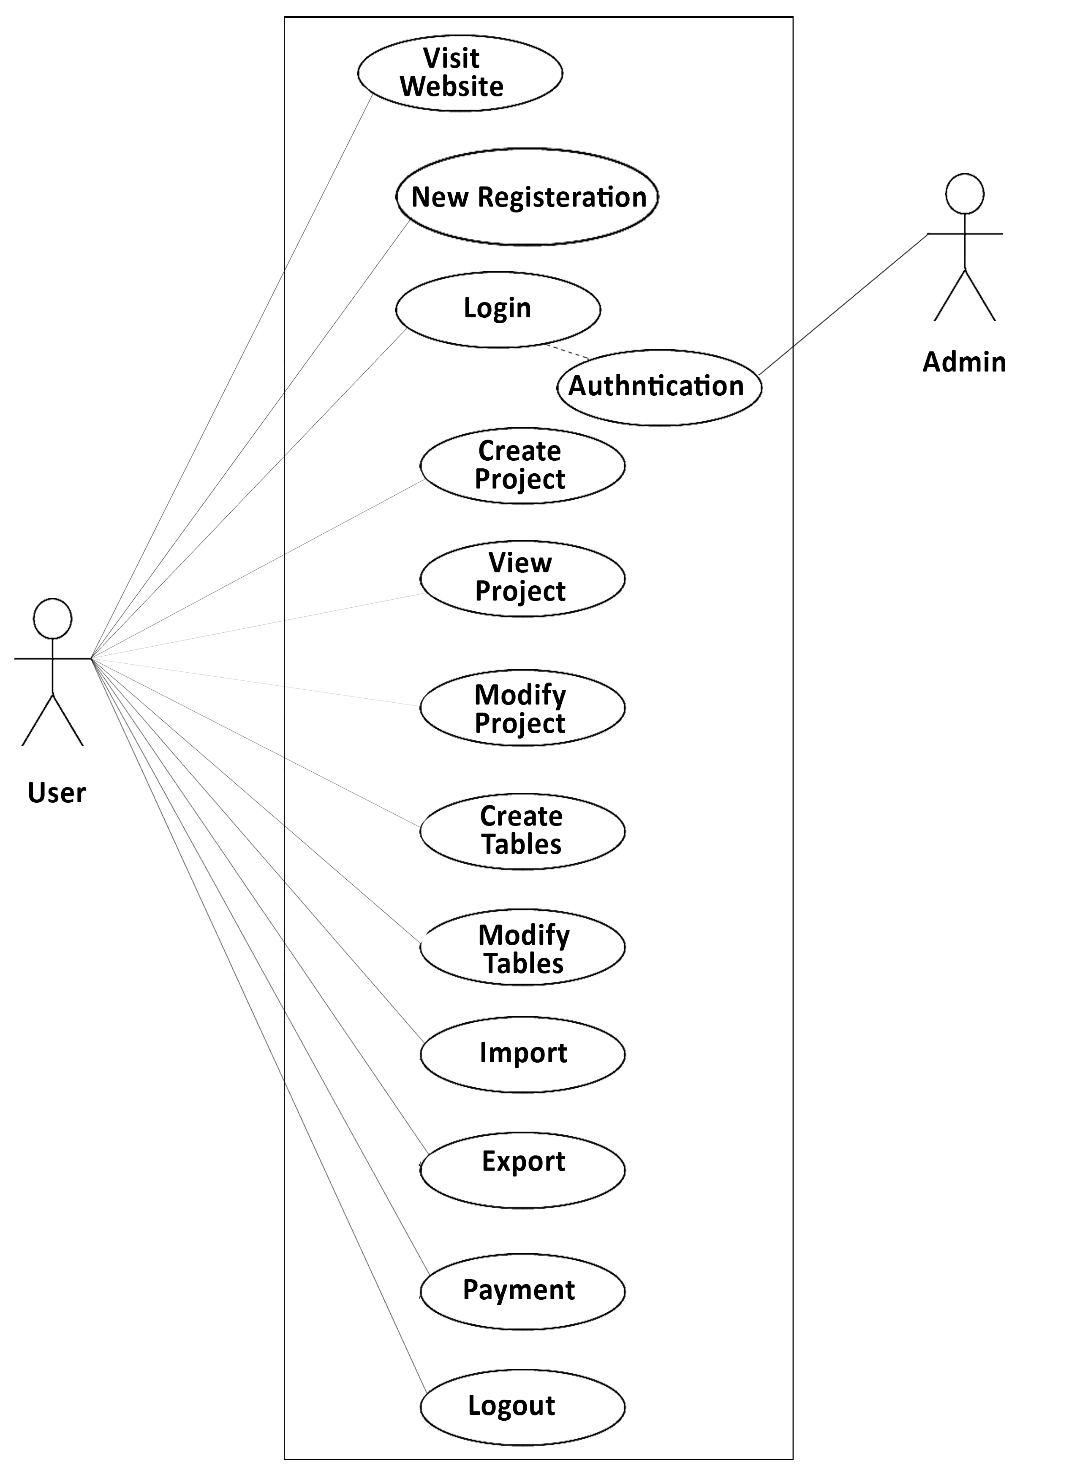 Visit
Website
New Registeration
Login
Admin
Authntication
Create
Project
View
Project
Modify
Project
User
Create
Tables
Modify
Tables
Import
Export
Payment
Logout